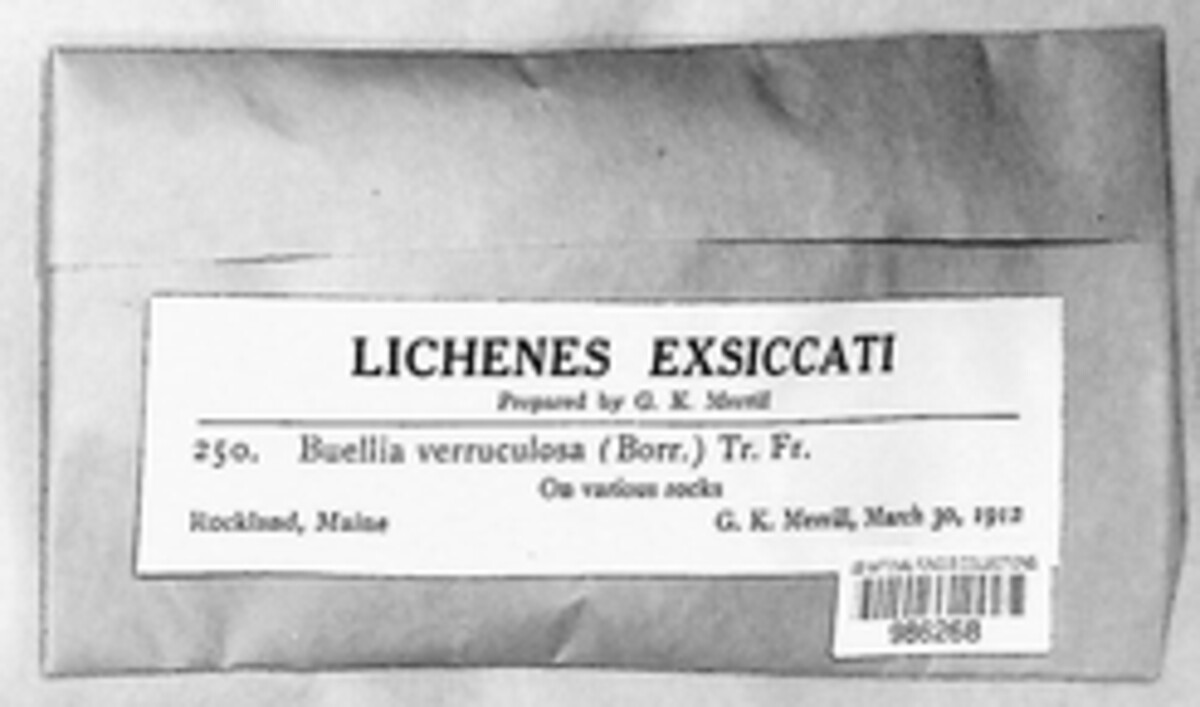 LICHENES EXSICCATI
Prepared by G. K. Merrill
250. Buellia verruculosa (Borr.) Tr. Fr.
On various rocks
Rockland, Maine
G. K. Merrill, March 30, 1912
986268